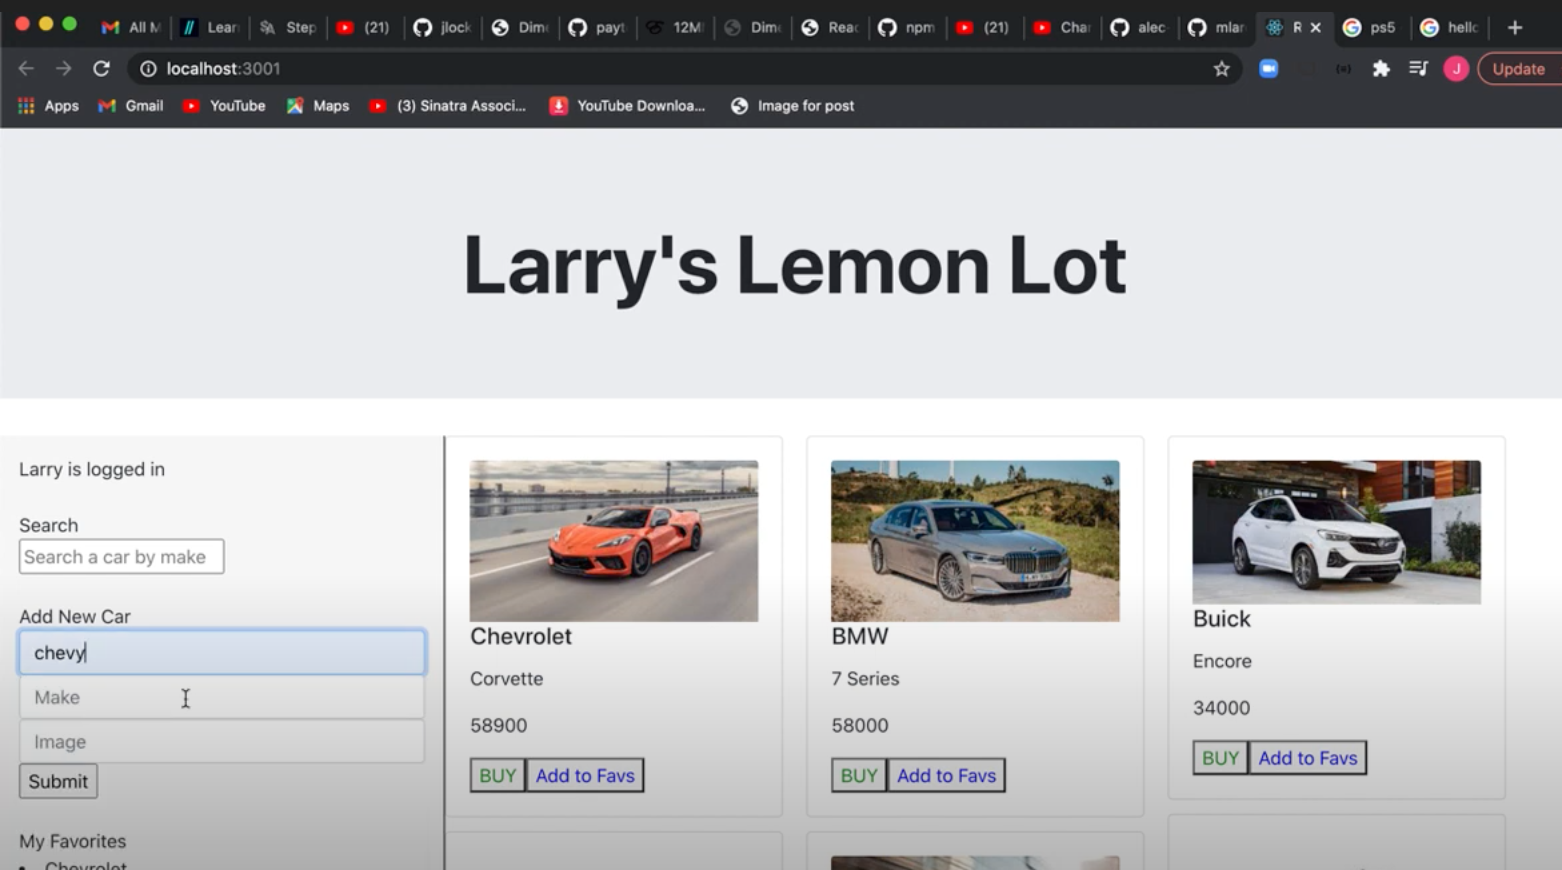 All M
Lear
Step
(21)
jlock
Dime
payt
12M
Dime
Reac
npm
(21)
Chai
alec-
mlar
R
ps5
hello
localhost:3001
Update
Apps
Gmail
YouTube
Maps
(3) Sinatra Associ...
YouTube Downloa...
Image for post
Larry's Lemon Lot
Larry is logged in
Search
Search a car by make
Add New Car
chevy
Make
Image
Submit
My Favorites
Chevrolet
Chevrolet
Corvette
58900
BUY Add to Favs
BMW
7 Series
58000
BUY Add to Favs
Buick
Encore
34000
BUY Add to Favs